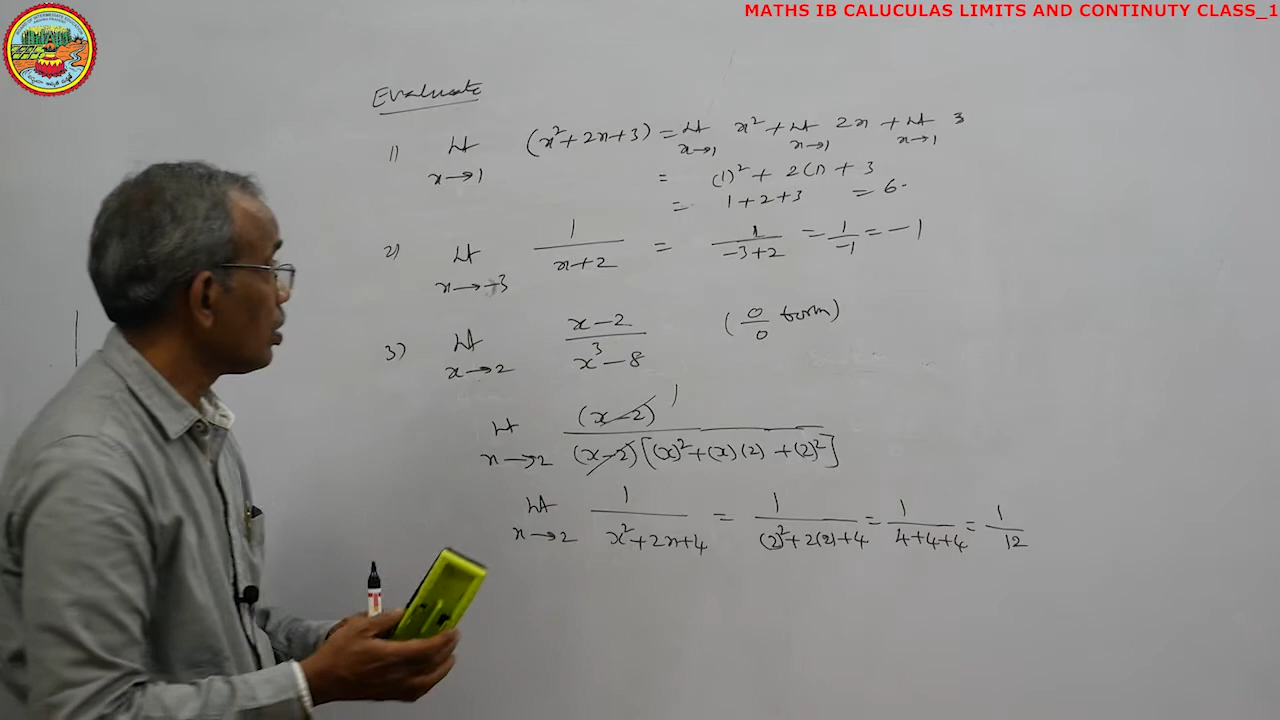 MATHS IB CALUCULAS LIMITS AND CONTINUTY CLASS_1
Evaluate
1) Lt x→1 (x²+2x+3) = Lt x→1 x² + Lt x→1 2x + Lt x→1 3
= (1)² + 2(1) + 3
= 1+2+3 = 6.
2) Lt x→-3 1/(x+2) = 1/(-3+2) = 1/-1 = -1
3) Lt x→2 (x-2)/(x³-8) (0/0 form)
Lt x→2 (x-2) 1/(x-2)[(x)²+(x)(2)+(2)²]
Lt x→2 1/(x²+2x+4) = 1/((2)²+2(2)+4) = 1/(4+4+4) = 1/12